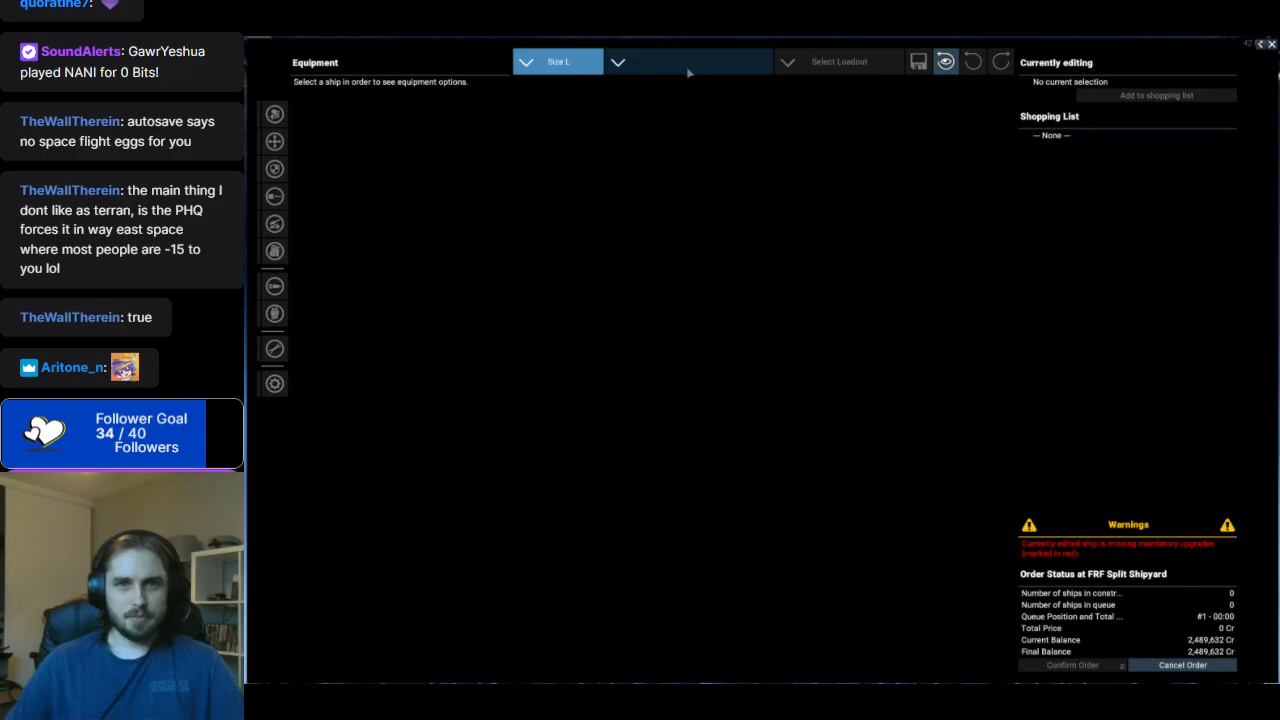 quoratine7:
SoundAlerts: GawrYeshua
played NANI for 0 Bits!
TheWallTherein: autosave says
no space flight eggs for you
TheWallTherein: the main thing I
dont like as terran, is the PHQ
forces it in way east space
where most people are -15 to
you lol
TheWallTherein: true
Aritone_n:
Follower Goal
34 / 40
Followers
Equipment
Select a ship in order to see equipment options.
Size L
--
Select Loadout
Currently editing
No current selection
Add to shopping list
Shopping List
— None —
Warnings
Currently edited ship is missing mandatory upgrades
(marked in red).
Order Status at FRF Split Shipyard
Number of ships in constr... 0
Number of ships in queue 0
Queue Position and Total ... #1 - 00:00
Total Price 0 Cr
Current Balance 2,489,632 Cr
Final Balance 2,489,632 Cr
Confirm Order
Cancel Order